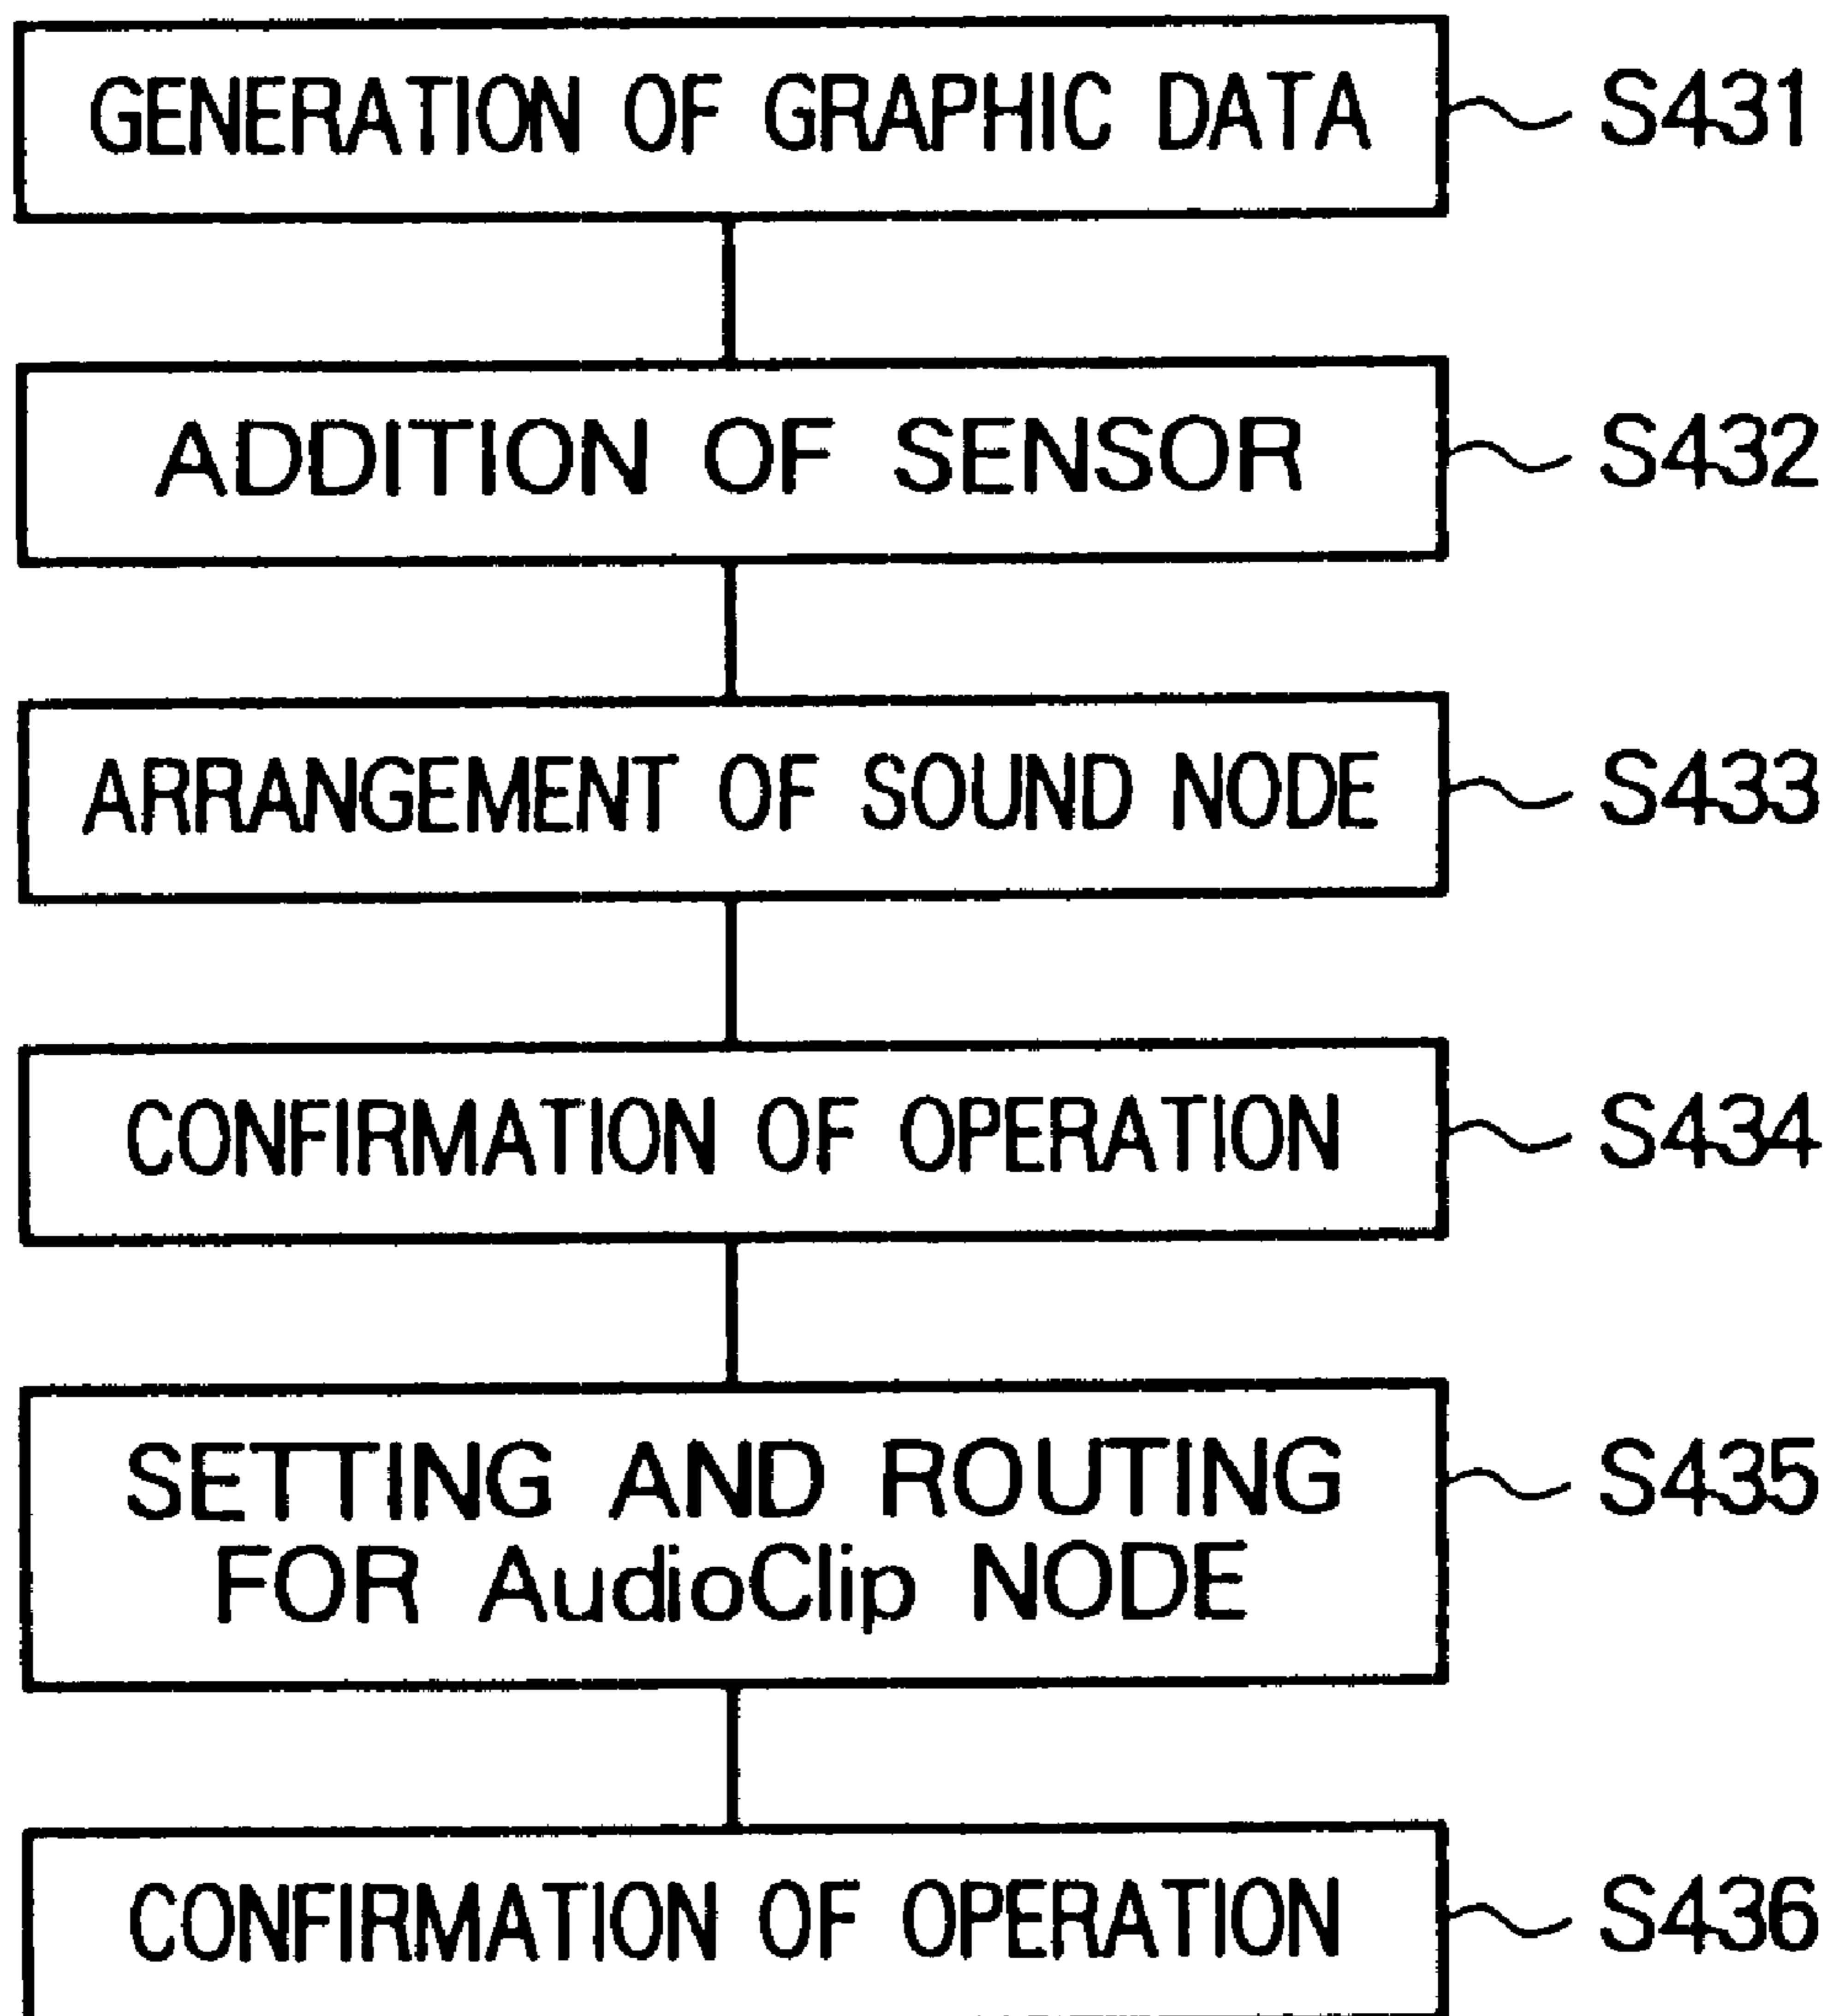 GENERATION OF GRAPHIC DATA S431
ADDITION OF SENSOR S432
ARRANGEMENT OF SOUND NODE S433
CONFIRMATION OF OPERATION S434
SETTING AND ROUTING S435
FOR AudioClip NODE
CONFIRMATION OF OPERATION S436